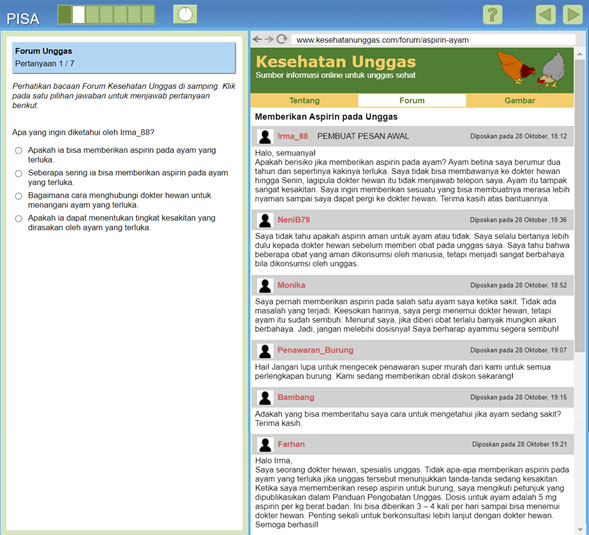 PISA
?
Forum Unggas
Pertanyaan 1 / 7
Perhatikan bacaan Forum Kesehatan Unggas di samping. Klik
pada satu pilihan jawaban untuk menjawab pertanyaan
berikut.
Apa yang ingin diketahui oleh Irma_88?
Apakah ia bisa memberikan aspirin pada ayam yang
terluka.
Seberapa sering ia bisa memberikan aspirin pada ayam
yang terluka.
Bagaimana cara menghubungi dokter hewan untuk
menangani ayam yang terluka.
Apakah ia dapat menentukan tingkat kesakitan yang
dirasakan oleh ayam yang terluka.
www.kesehatanunggas.com/forum/aspirin-ayam
Kesehatan Unggas
Sumber informasi online untuk unggas sehat
Tentang Forum Gambar
Memberikan Aspirin pada Unggas
Irma_88 PEMBUAT PESAN AWAL Diposkan pada 28 Oktober, 18:12
Halo, semuanya!
Apakah berisiko jika memberikan aspirin pada ayam? Ayam betina saya berumur dua
tahun dan sepertinya kakinya terluka. Saya tidak bisa membawanya ke dokter hewan
hingga Senin, lagipula dokter hewan itu tidak menjawab telepon saya. Ayam itu tampak
sangat kesakitan. Saya ingin memberikan sesuatu yang bisa membuatnya merasa lebih
nyaman sampai saya dapat pergi ke dokter hewan. Terima kasih atas bantuannya.
NeniB79 Diposkan pada 28 Oktober ,18:36
Saya tidak tahu apakah aspirin aman untuk ayam atau tidak. Saya selalu bertanya lebih
dulu kepada dokter hewan sebelum memberi obat pada unggas saya. Saya tahu bahwa
beberapa obat yang aman dikonsumsi oleh manusia, tetapi menjadi sangat berbahaya
bila dikonsumsi oleh unggas.
Monika Diposkan pada 28 Oktober, 18:52
Saya pernah memberikan aspirin pada salah satu ayam saya ketika sakit. Tidak ada
masalah yang terjadi. Keesokan harinya, saya pergi menemui dokter hewan, tetapi
ayam itu sudah sembuh. Menurut saya, jika diberi obat terlalu banyak mungkin akan
berbahaya. Jadi, jangan melebihi dosisnya! Saya berharap ayammu segera sembuh!
Penawaran_Burung Diposkan pada 28 Oktober, 19:07
Hai! Jangan lupa untuk mengecek penawaran super murah dari kami untuk semua
perlengkapan burung. Kami sedang memberikan obral diskon sekarang!
Bambang Diposkan pada 28 Oktober, 19:15
Adakah yang bisa memberitahu saya cara untuk mengetahui jika ayam sedang sakit?
Terima kasih.
Farhan Diposkan pada 28 Oktober 19:21
Halo Irma,
Saya seorang dokter hewan, spesialis unggas. Tidak apa-apa memberikan aspirin pada
ayam yang terluka jika unggas tersebut menunjukkan tanda-tanda sedang kesakitan.
Ketika saya memberikan resep aspirin untuk burung, saya mengikuti petunjuk yang
dipublikasikan dalam Panduan Pengobatan Unggas. Dosis untuk ayam adalah 5 mg
aspirin per kg berat badan. Ini bisa diberikan 3 – 4 kali per hari sampai bisa menemui
dokter hewan. Penting sekali untuk berkonsultasi lebih lanjut dengan dokter hewan.
Semoga berhasil!